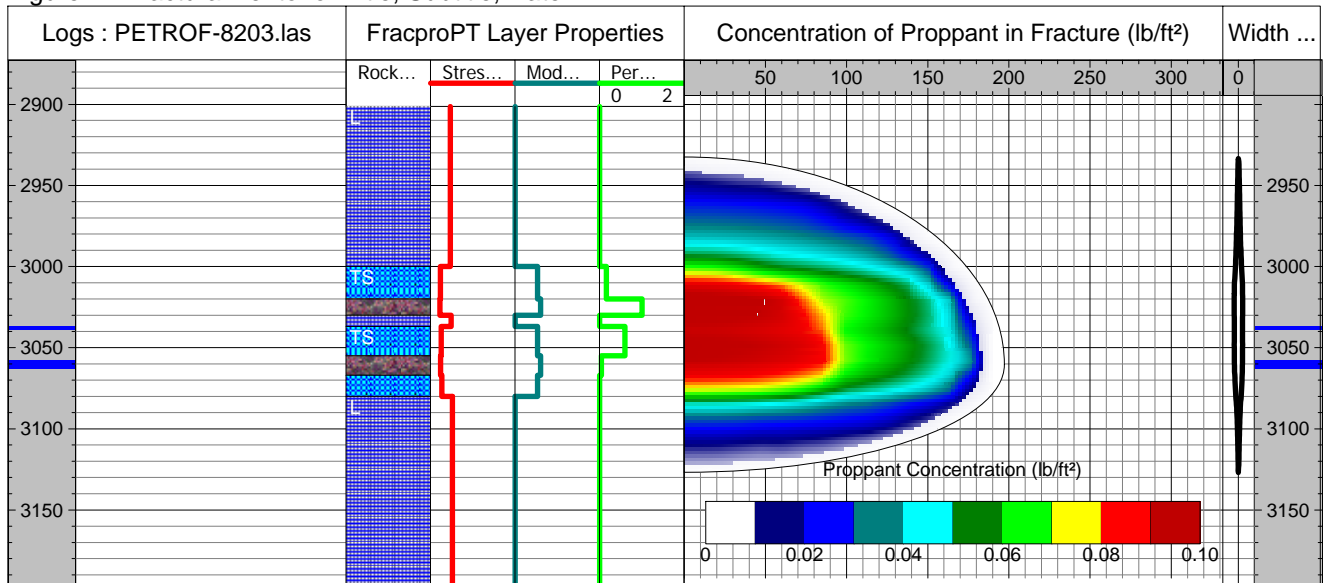 Logs : PETROF-8203.las FracproPT Layer Properties Concentration of Proppant in Fracture (lb/ft²) Width ...
Rock... Stres... Mod... Per... 50 100 150 200 250 300 0
0 2
2900
2950 2950
3000 3000
TS
3050 3050
TS
3100 3100
L
L
Proppant Concentration (lb/ft²)
3150 3150
0 0.02 0.04 0.06 0.08 0.10